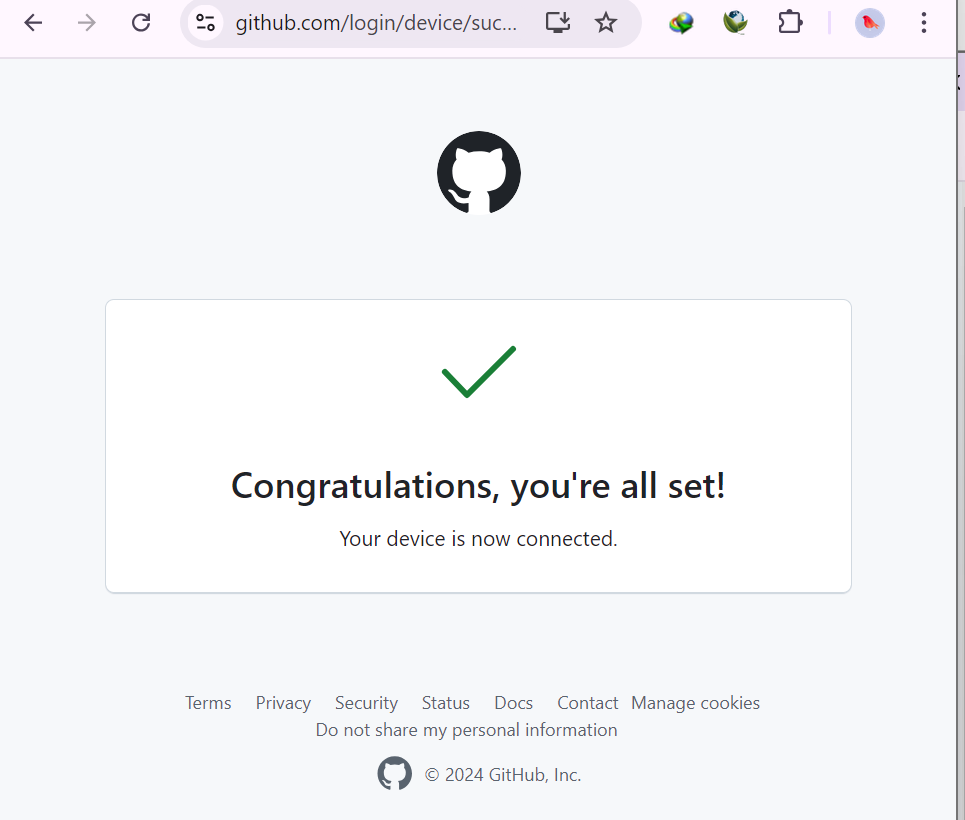 github.com/login/device/suc...
Congratulations, you're all set!
Your device is now connected.
Terms Privacy Security Status Docs Contact Manage cookies
Do not share my personal information
© 2024 GitHub, Inc.